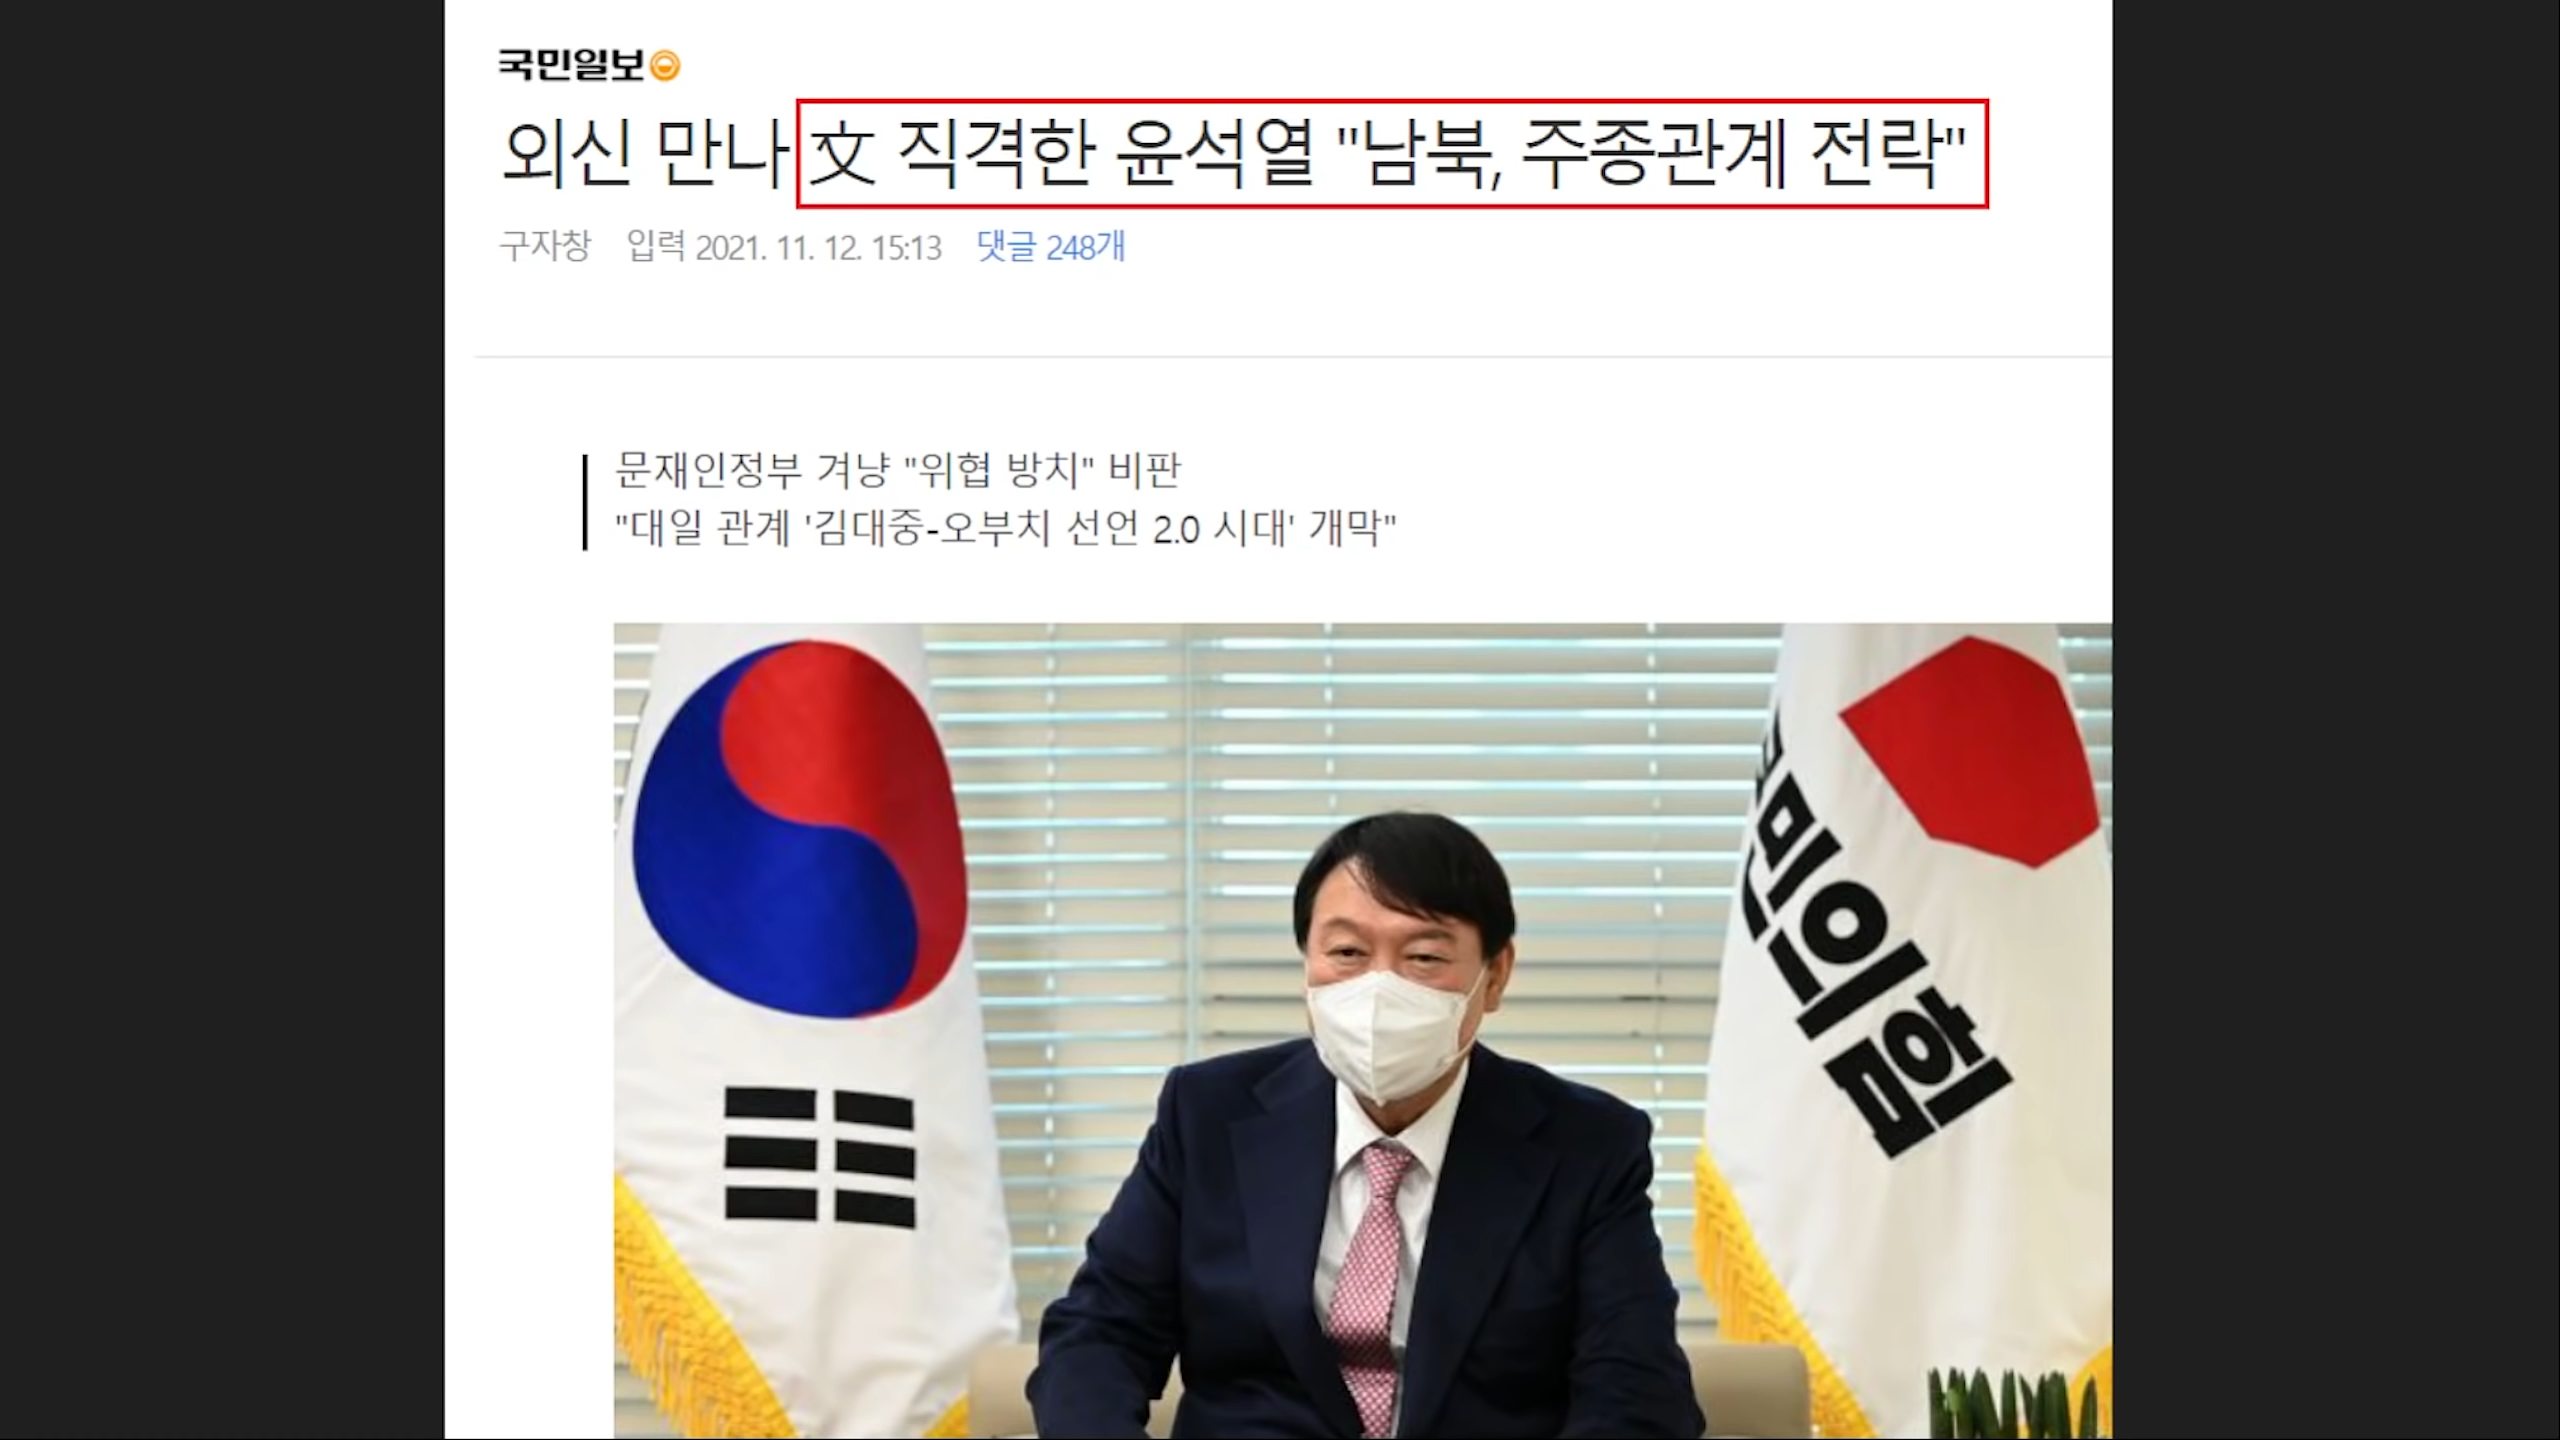 국민일보
외신 만나 文 직격한 윤석열 "남북, 주종관계 전락"
구자창 입력 2021. 11. 12. 15:13 댓글 248개
문재인정부 겨냥 "위협 방치" 비판
"대일 관계 '김대중-오부치 선언 2.0 시대' 개막"
국민의힘